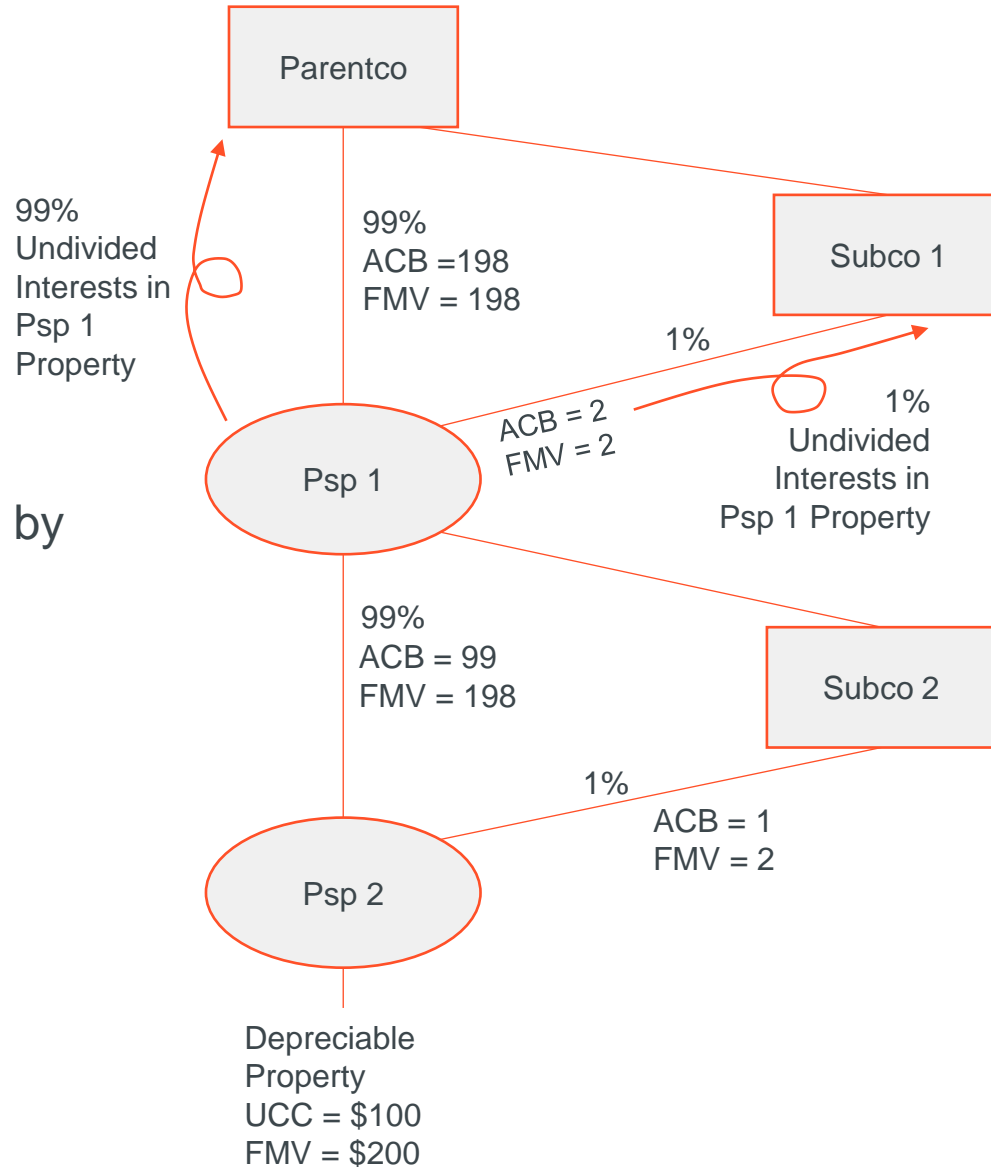 Parentco
99%
Undivided
Interests in
Psp 1
Property
99%
ACB =198
FMV = 198
Subco 1
1%
ACB = 2
FMV = 2
1%
Undivided
Interests in
Psp 1 Property
Psp 1
by
99%
ACB = 99
FMV = 198
Subco 2
1%
ACB = 1
FMV = 2
Psp 2
Depreciable
Property
UCC = $100
FMV = $200